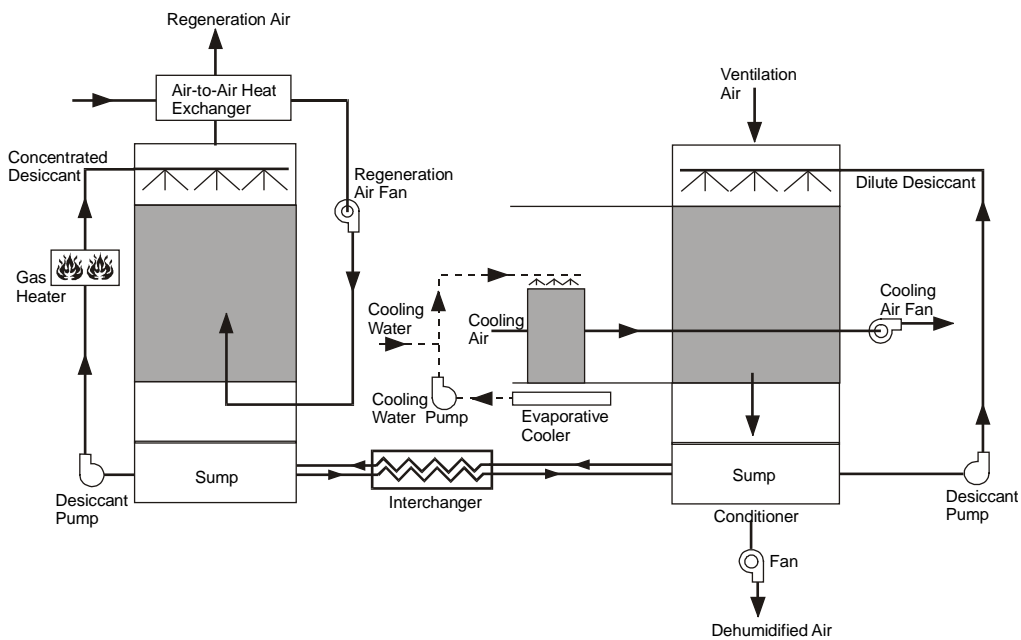 Regeneration Air
Air-to-Air Heat
Exchanger
Ventilation
Air
Concentrated
Desiccant
Regeneration
Air Fan
Dilute Desiccant
Gas
Heater
Cooling
Water
Cooling
Air
Cooling
Air Fan
Cooling
Water Pump
Evaporative
Cooler
Sump
Interchanger
Sump
Desiccant
Pump
Conditioner
Desiccant
Pump
Fan
Dehumidified Air